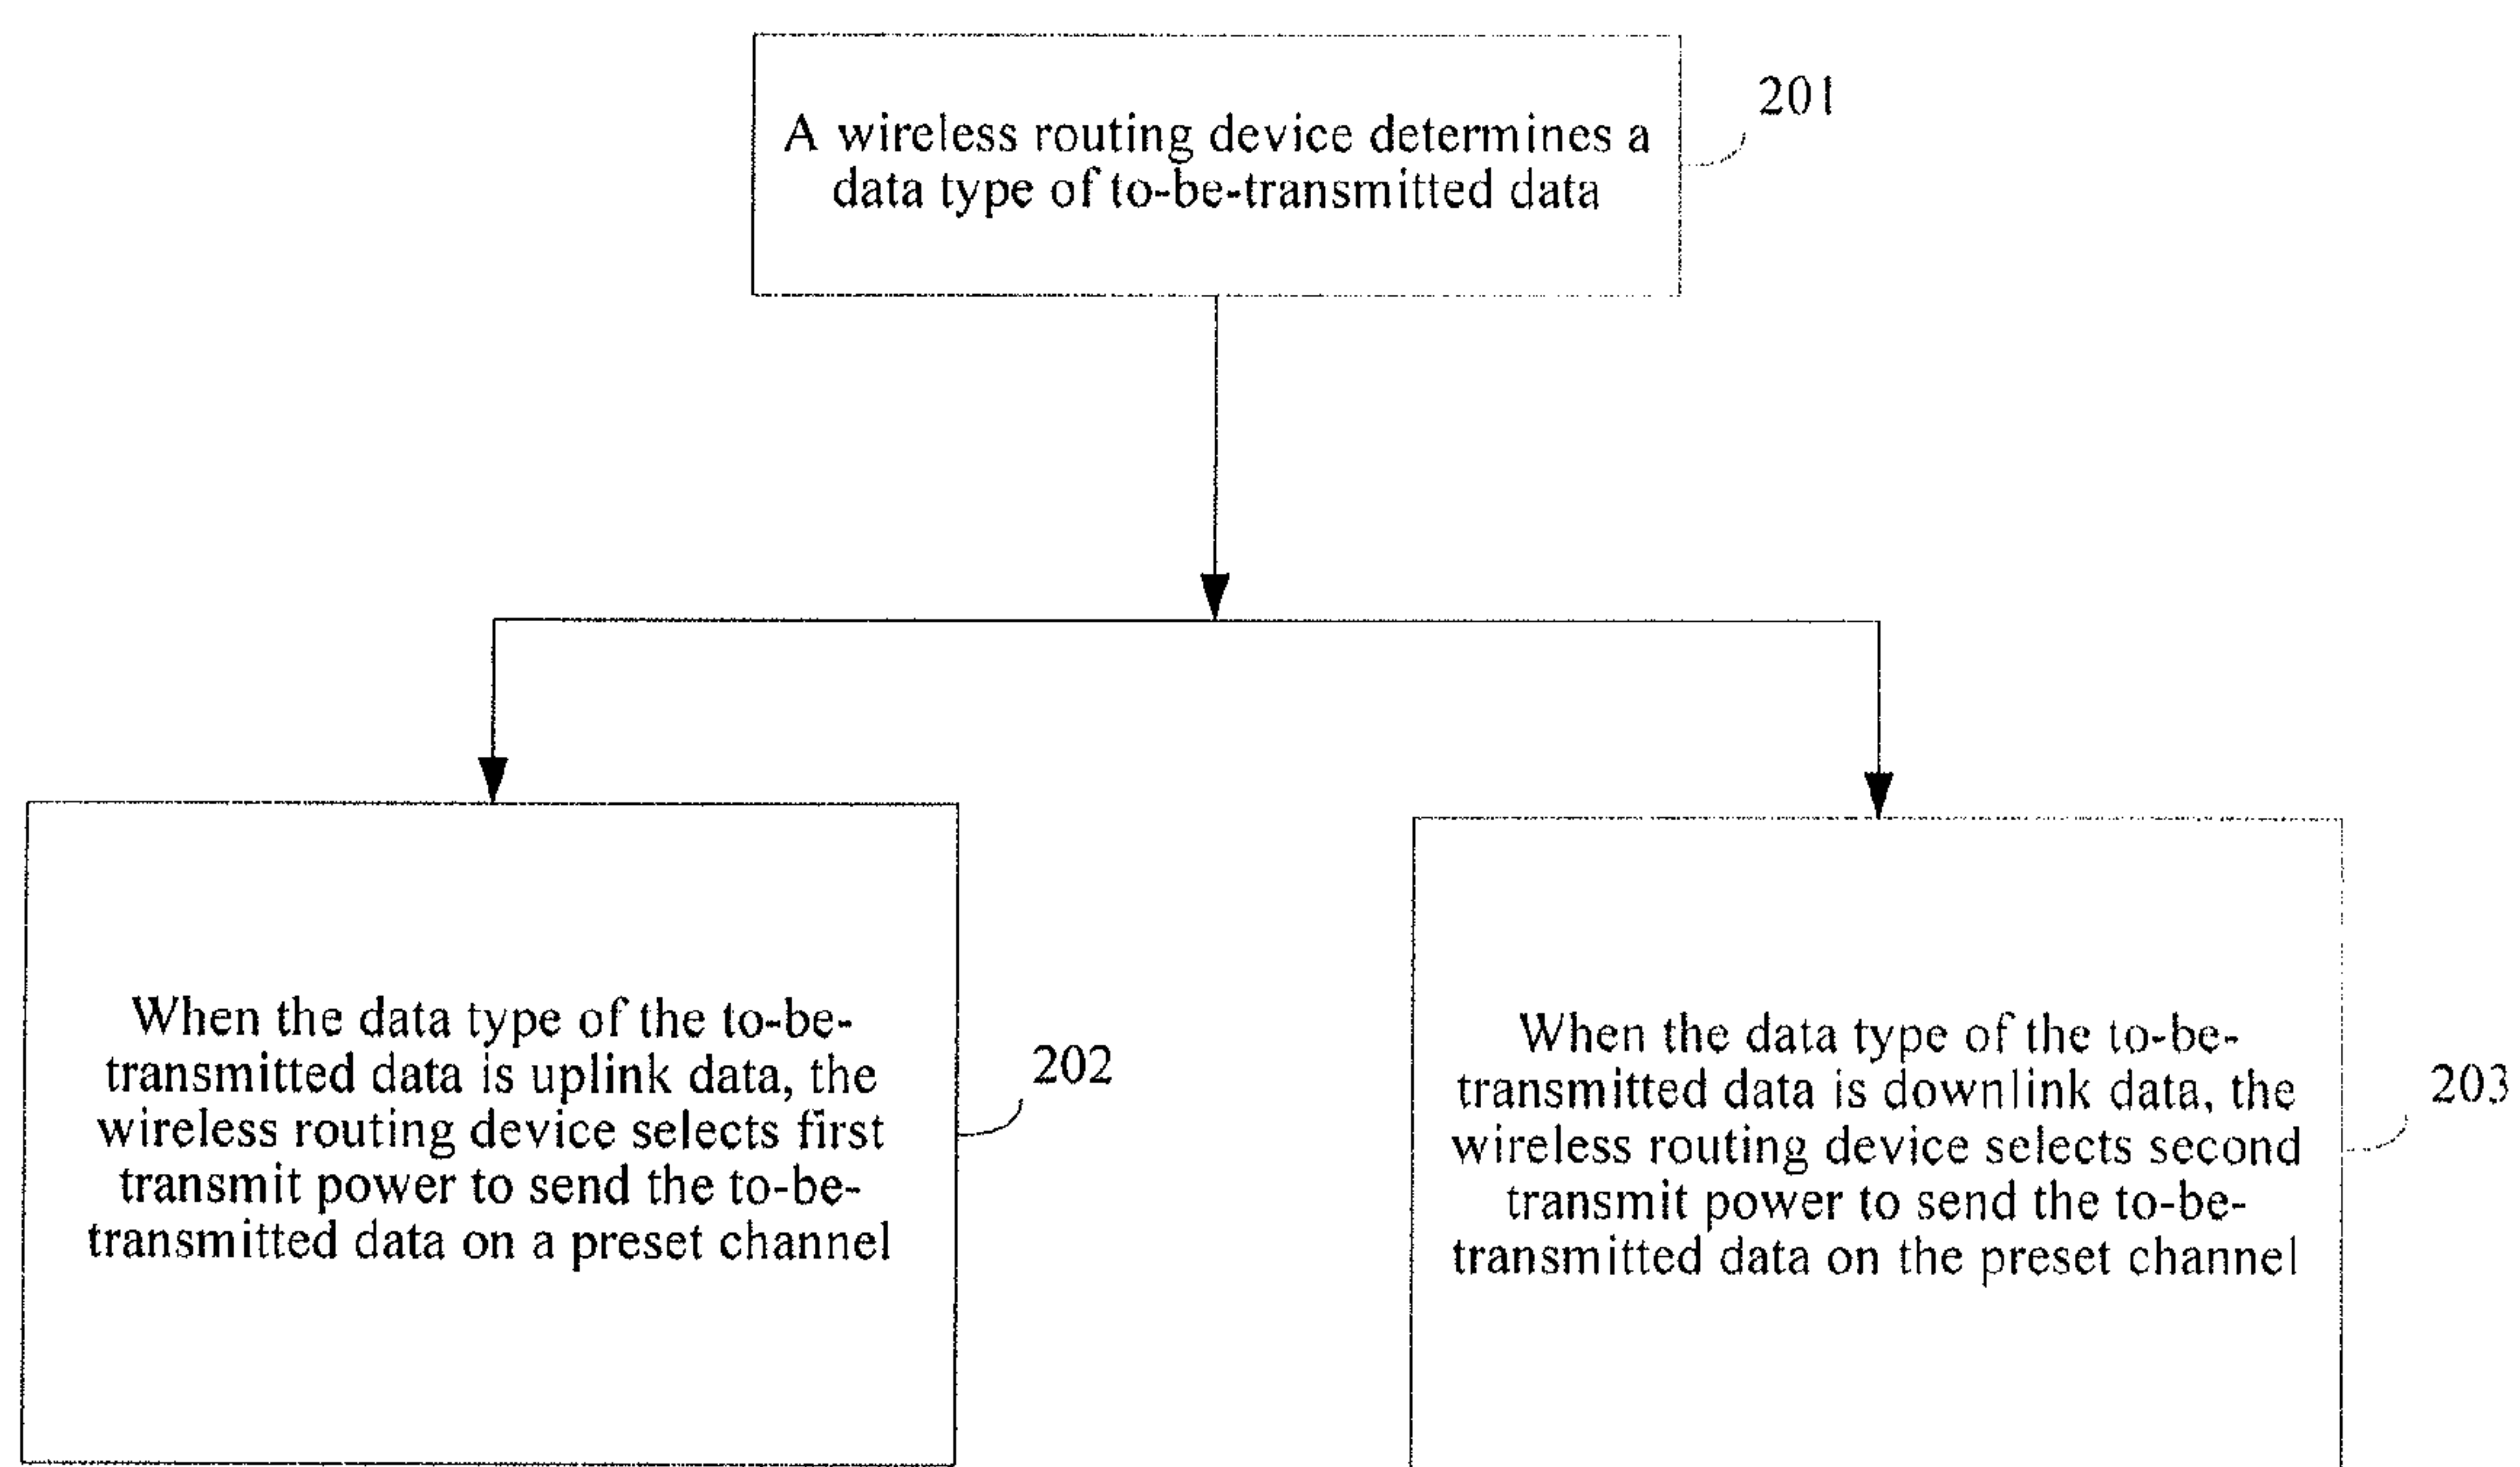 A wireless routing device determines a
data type of to-be-transmitted data
201
When the data type of the to-be-
transmitted data is uplink data, the
wireless routing device selects first
transmit power to send the to-be-
transmitted data on a preset channel
202
When the data type of the to-be-
transmitted data is downlink data, the
wireless routing device selects second
transmit power to send the to-be-
transmitted data on the preset channel
203